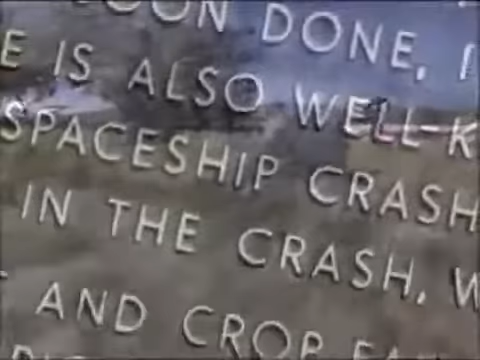 DONE, I
E IS ALSO WELL-K
SPACESHIP CRASH
IN THE CRASH, W
AND CROP